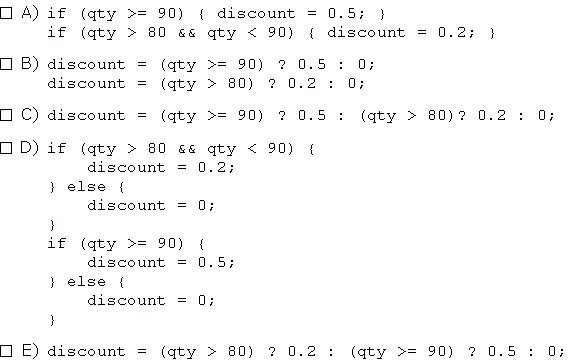 A) if (qty >= 90) { discount = 0.5; }
if (qty > 80 && qty < 90) { discount = 0.2; }
B) discount = (qty >= 90) ? 0.5 : 0;
discount = (qty > 80) ? 0.2 : 0;
C) discount = (qty >= 90) ? 0.5 : (qty > 80)? 0.2 : 0;
D) if (qty > 80 && qty < 90) {
discount = 0.2;
} else {
discount = 0;
}
if (qty >= 90) {
discount = 0.5;
} else {
discount = 0;
}
E) discount = (qty > 80) ? 0.2 : (qty >= 90) ? 0.5 : 0;